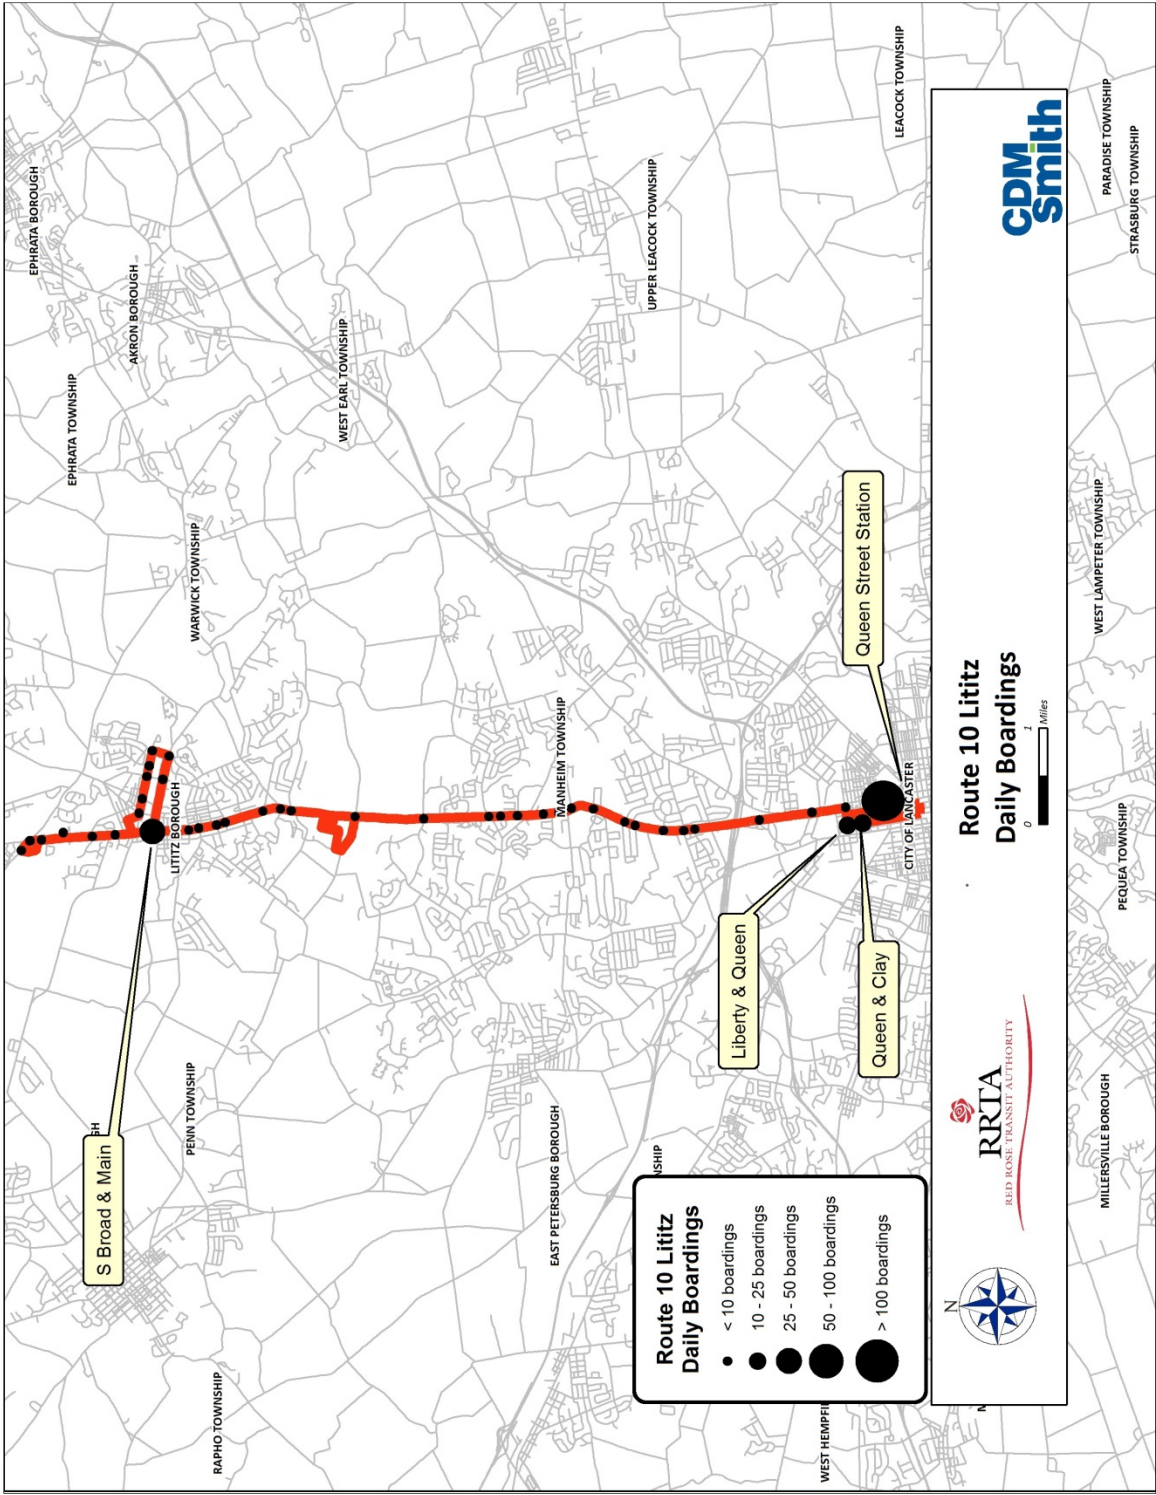 EPHRATA BOROUGH
AKRON BOROUGH
EPHRATA TOWNSHIP
WEST EARL TOWNSHIP
WARWICK TOWNSHIP
LEACOCK TOWNSHIP
UPPER LEACOCK TOWNSHIP
PARADISE TOWNSHIP
STRASBURG TOWNSHIP
WEST LAMPETER TOWNSHIP
PEQUEA TOWNSHIP
MILLERSVILLE BOROUGH
LITITZ BOROUGH
MANHEIM TOWNSHIP
CITY OF LANCASTER
PENN TOWNSHIP
EAST PETERSBURG BOROUGH
RAPHO TOWNSHIP
GH
NSHIP
WEST HEMPFI
S Broad & Main
Liberty & Queen
Queen & Clay
Queen Street Station
Route 10 Lititz
Daily Boardings
< 10 boardings
10 - 25 boardings
25 - 50 boardings
50 - 100 boardings
> 100 boardings
N
RRTA
RED ROSE TRANSIT AUTHORITY
Route 10 Lititz
Daily Boardings
0 1
Miles
CDM
Smith